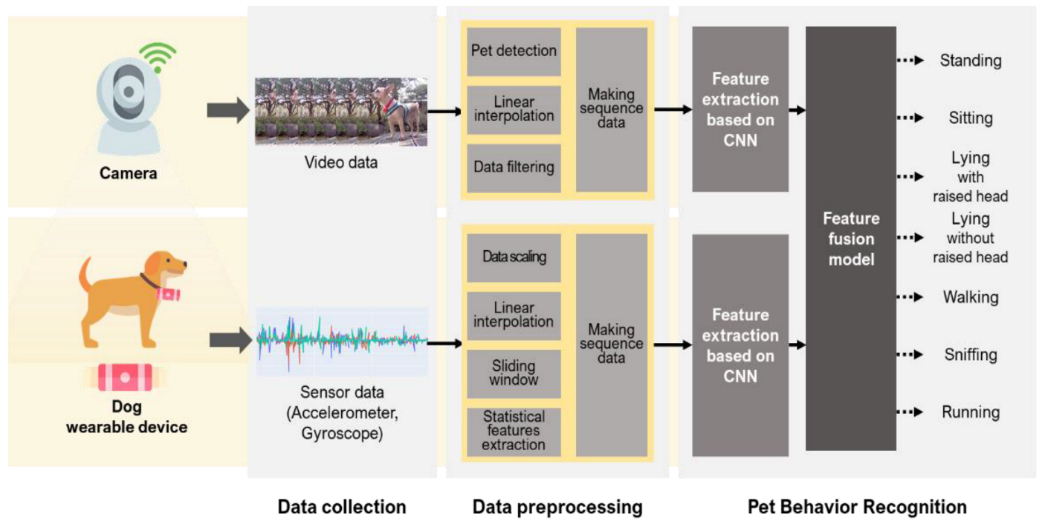 Camera
Video data
Pet detection
Linear
interpolation
Data filtering
Making
sequence
data
Feature
extraction
based on
CNN
Dog
wearable device
Sensor data
(Accelerometer,
Gyroscope)
Data scaling
Linear
interpolation
Sliding
window
Statistical
features
extraction
Making
sequence
data
Feature
extraction
based on
CNN
Feature
fusion
model
Standing
Sitting
Lying
with
raised head
Lying
without
raised head
Walking
Sniffing
Running
Data collection
Data preprocessing
Pet Behavior Recognition